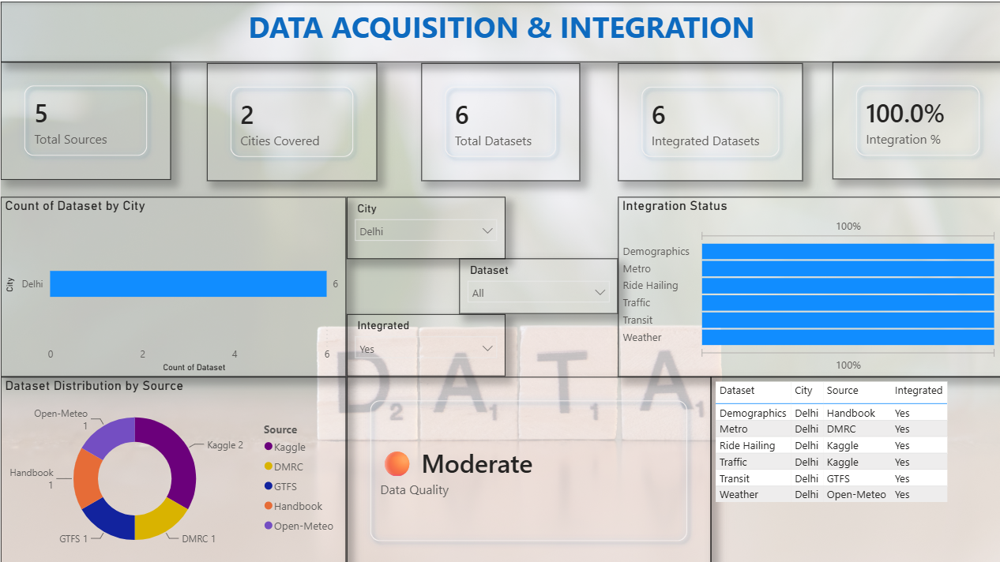 DATA ACQUISITION & INTEGRATION
5
Total Sources
2
Cities Covered
6
Total Datasets
6
Integrated Datasets
100.0%
Integration %
Count of Dataset by City
City
Delhi
6
0 2 4 6
Count of Dataset
City
Delhi
Dataset
All
Integrated
Yes
Integration Status
100%
Demographics
Metro
Ride Hailing
Traffic
Transit
Weather
100%
Dataset Distribution by Source
Open-Meteo
1
Kaggle 2
Handbook
1
GTFS 1
DMRC 1
Source
Kaggle
DMRC
GTFS
Handbook
Open-Meteo
D2 A1 T1 A1
Moderate
Data Quality
Dataset City Source Integrated
Demographics Delhi Handbook Yes
Metro Delhi DMRC Yes
Ride Hailing Delhi Kaggle Yes
Traffic Delhi Kaggle Yes
Transit Delhi GTFS Yes
Weather Delhi Open-Meteo Yes